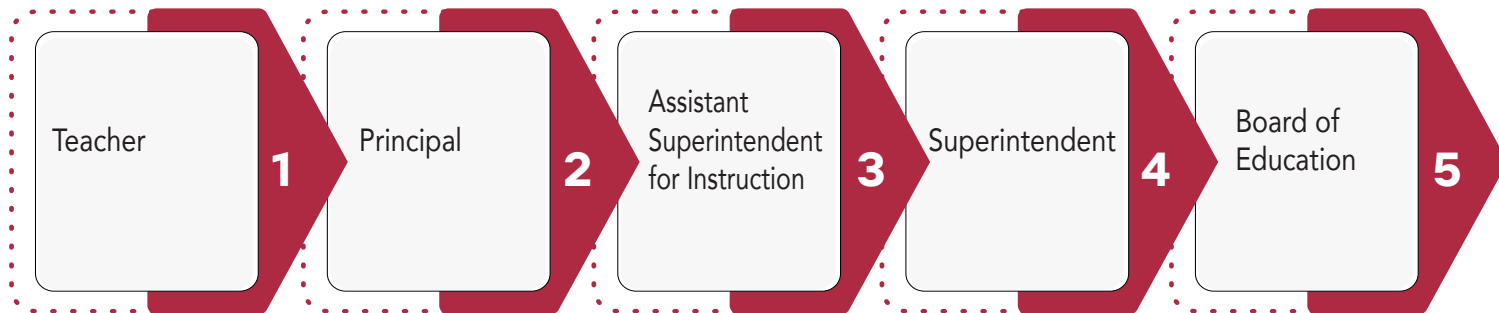 Teacher
1
Principal
2
Assistant
Superintendent
for Instruction
3
Superintendent
4
Board of
Education
5